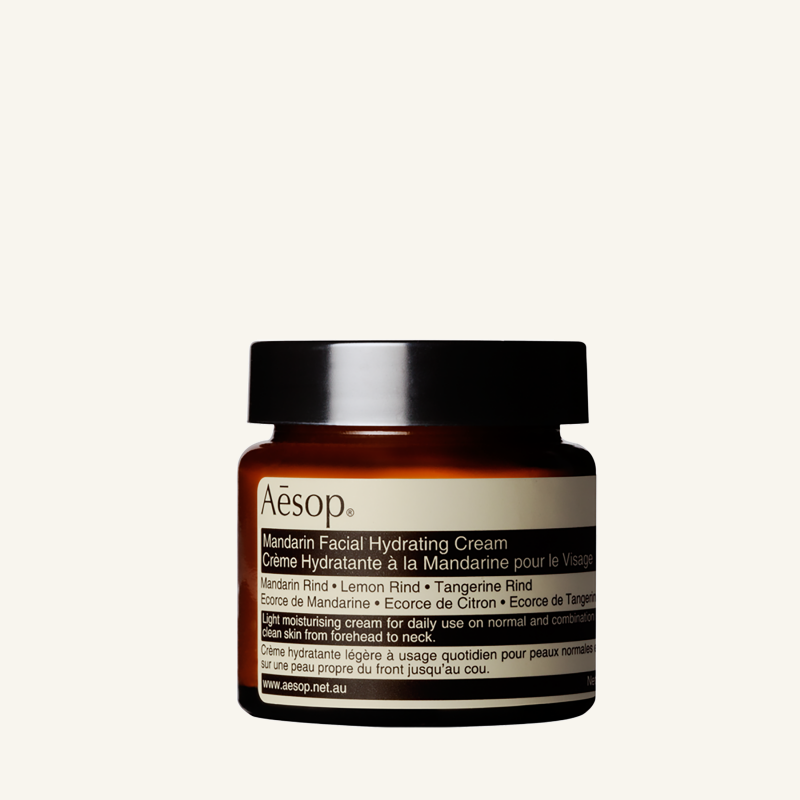 Aēsop®
Mandarin Facial Hydrating Cream
Crème Hydratante à la Mandarine pour le Visage
Mandarin Rind • Lemon Rind • Tangerine Rind
Ecorce de Mandarine • Ecorce de Citron • Ecorce de Tangerin
Light moisturising cream for daily use on normal and combination,
clean skin from forehead to neck.
Crème hydratante légère à usage quotidien pour peaux normales e
sur une peau propre du front jusqu'au cou.
www.aesop.net.au